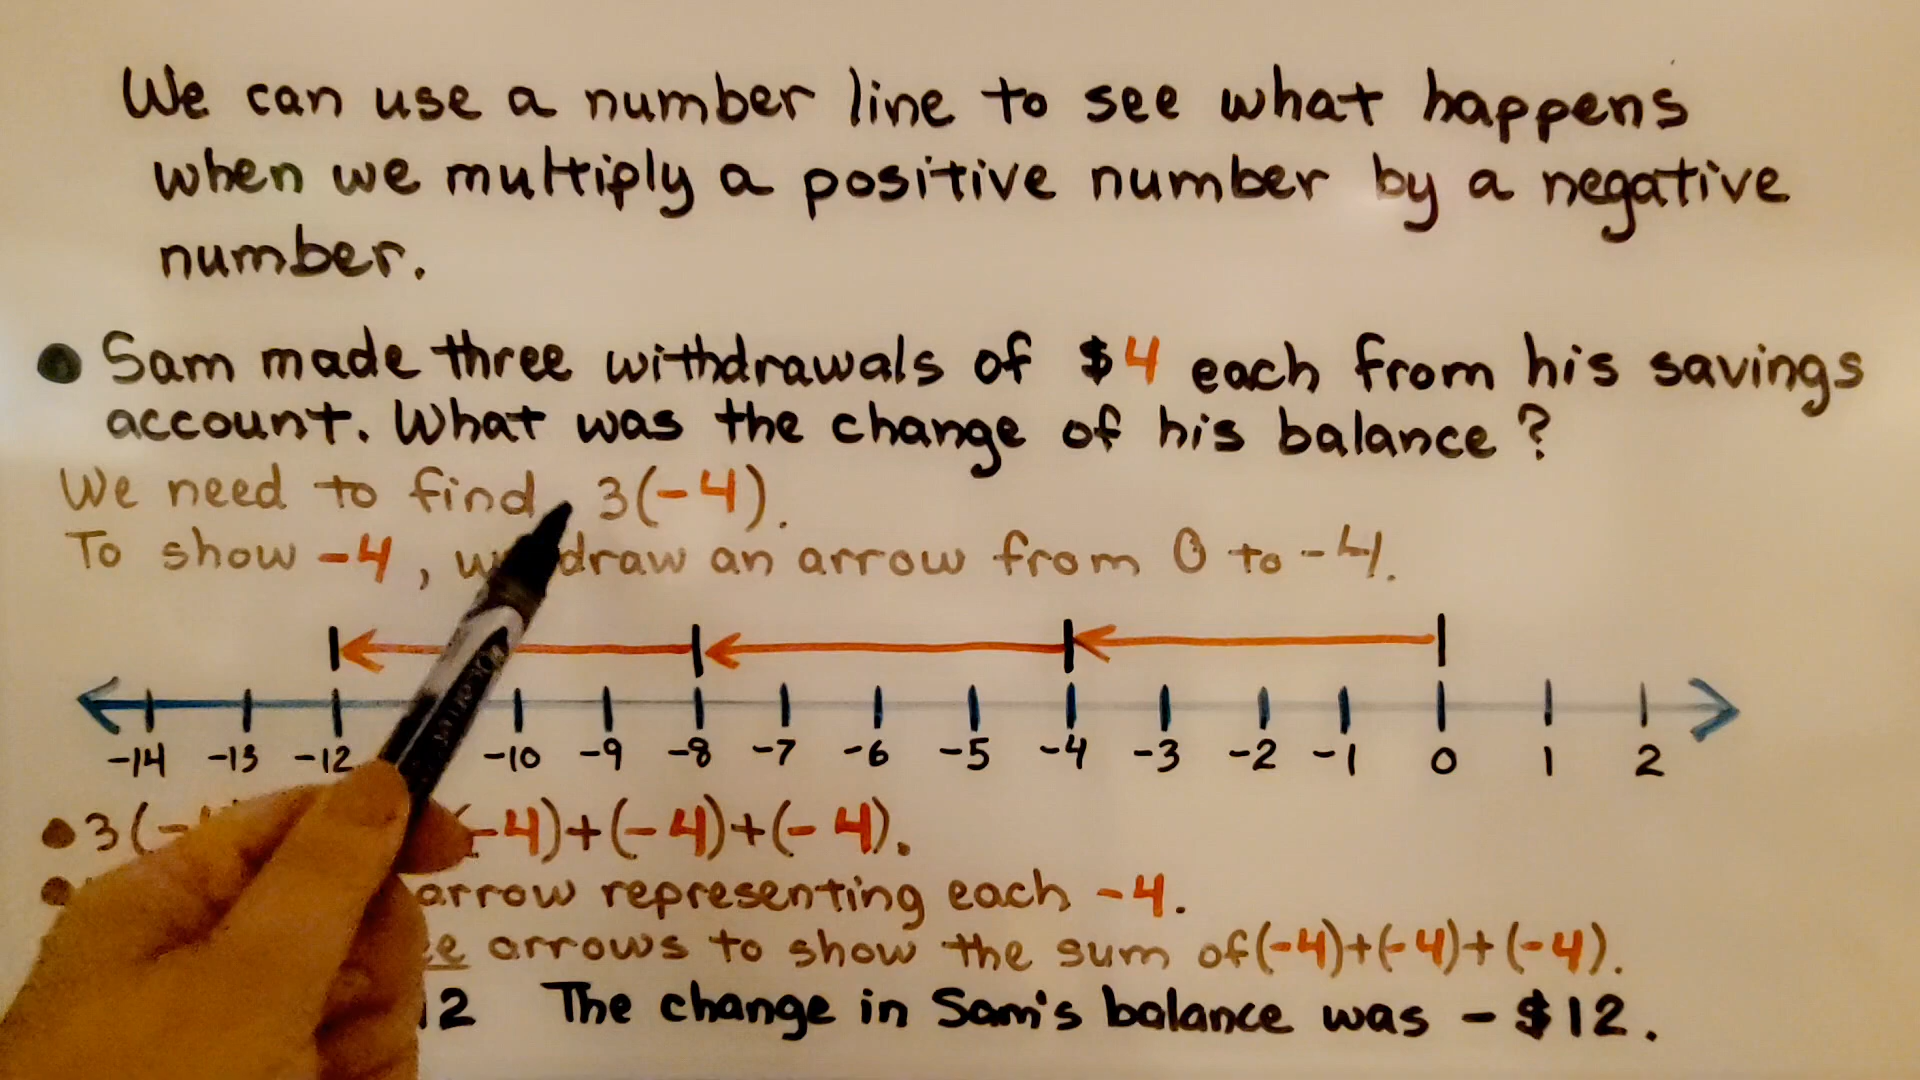 We can use a number line to see what happens
when we multiply a positive number by a negative
number.
● Sam made three withdrawals of $4 each from his savings
account. What was the change of his balance?
We need to find 3(-4).
To show -4, draw an arrow from 0 to -4.
-14 -13 -12 -10 -9 -8 -7 -6 -5 -4 -3 -2 -1 0 1 2
● 3(- -4)+(-4)+(-4).
● arrow representing each -4.
arrows to show the sum of (-4)+(-4)+(-4).
12 The change in Sam's balance was -$12.